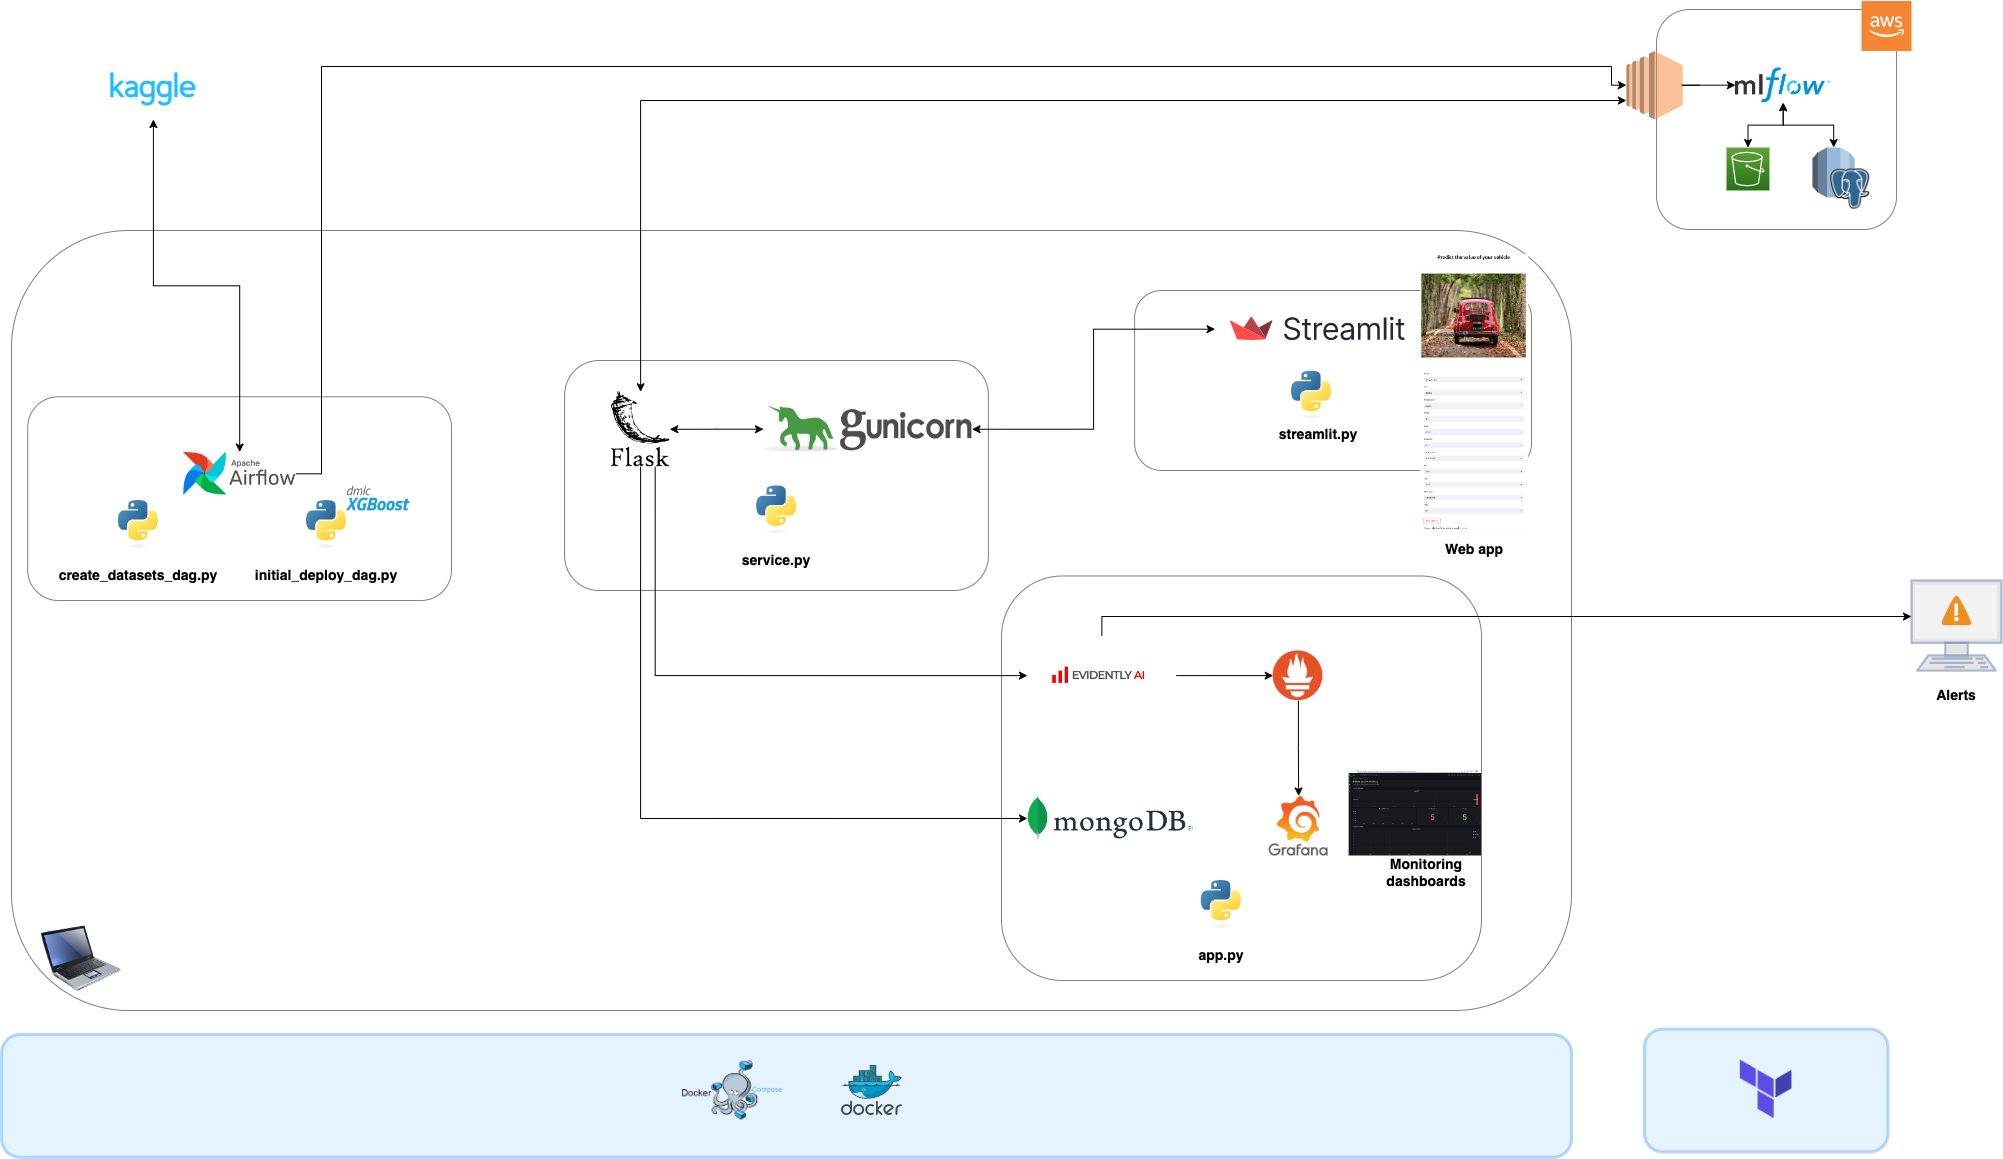 aws
kaggle
mlflow
Predict the value of your vehicle
Streamlit
streamlit.py
gunicorn
Flask
service.py
Web app
Apache
Airflow
dmlc
XGBoost
create_datasets_dag.py
initial_deploy_dag.py
EVIDENTLY AI
Alerts
mongoDB
Grafana
5
5
Monitoring
dashboards
app.py
Docker
Compose
docker